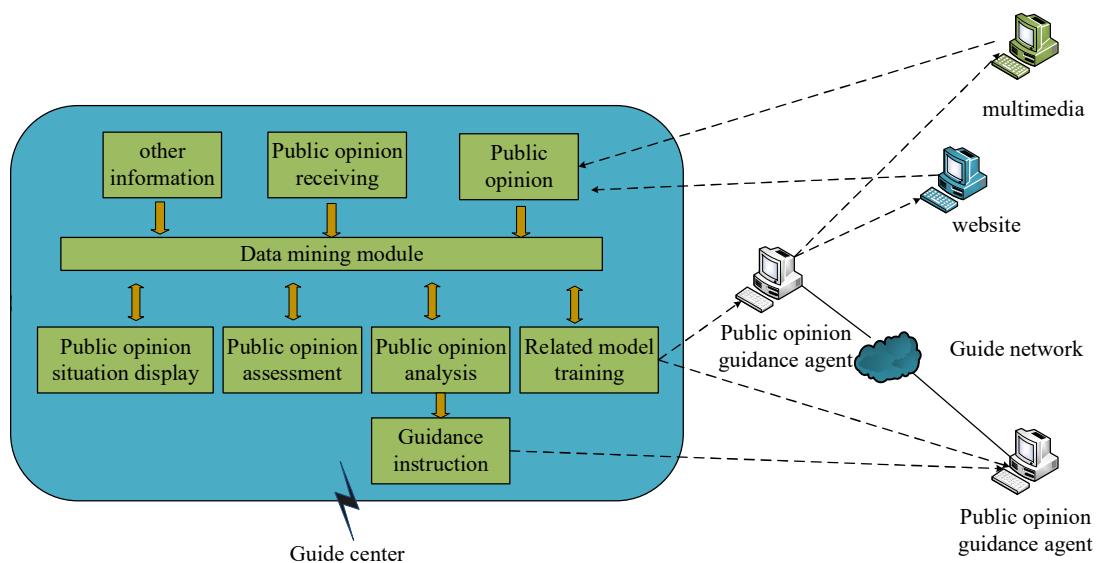 multimedia
other
information
Public opinion
receiving
Public
opinion
website
Data mining module
Public opinion
situation display
Public opinion
assessment
Public opinion
analysis
Related model
training
Public opinion
guidance agent
Guide network
Guidance
instruction
Public opinion
guidance agent
Guide center